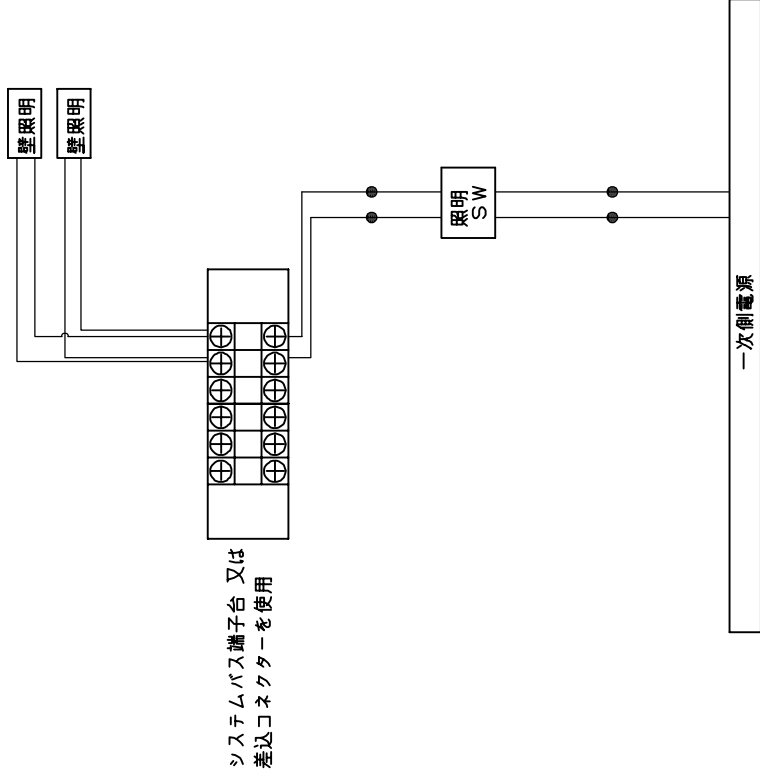 壁照明
壁照明
照明
SW
一次側電源
システムバス端子台 又は
差込コネクターを使用